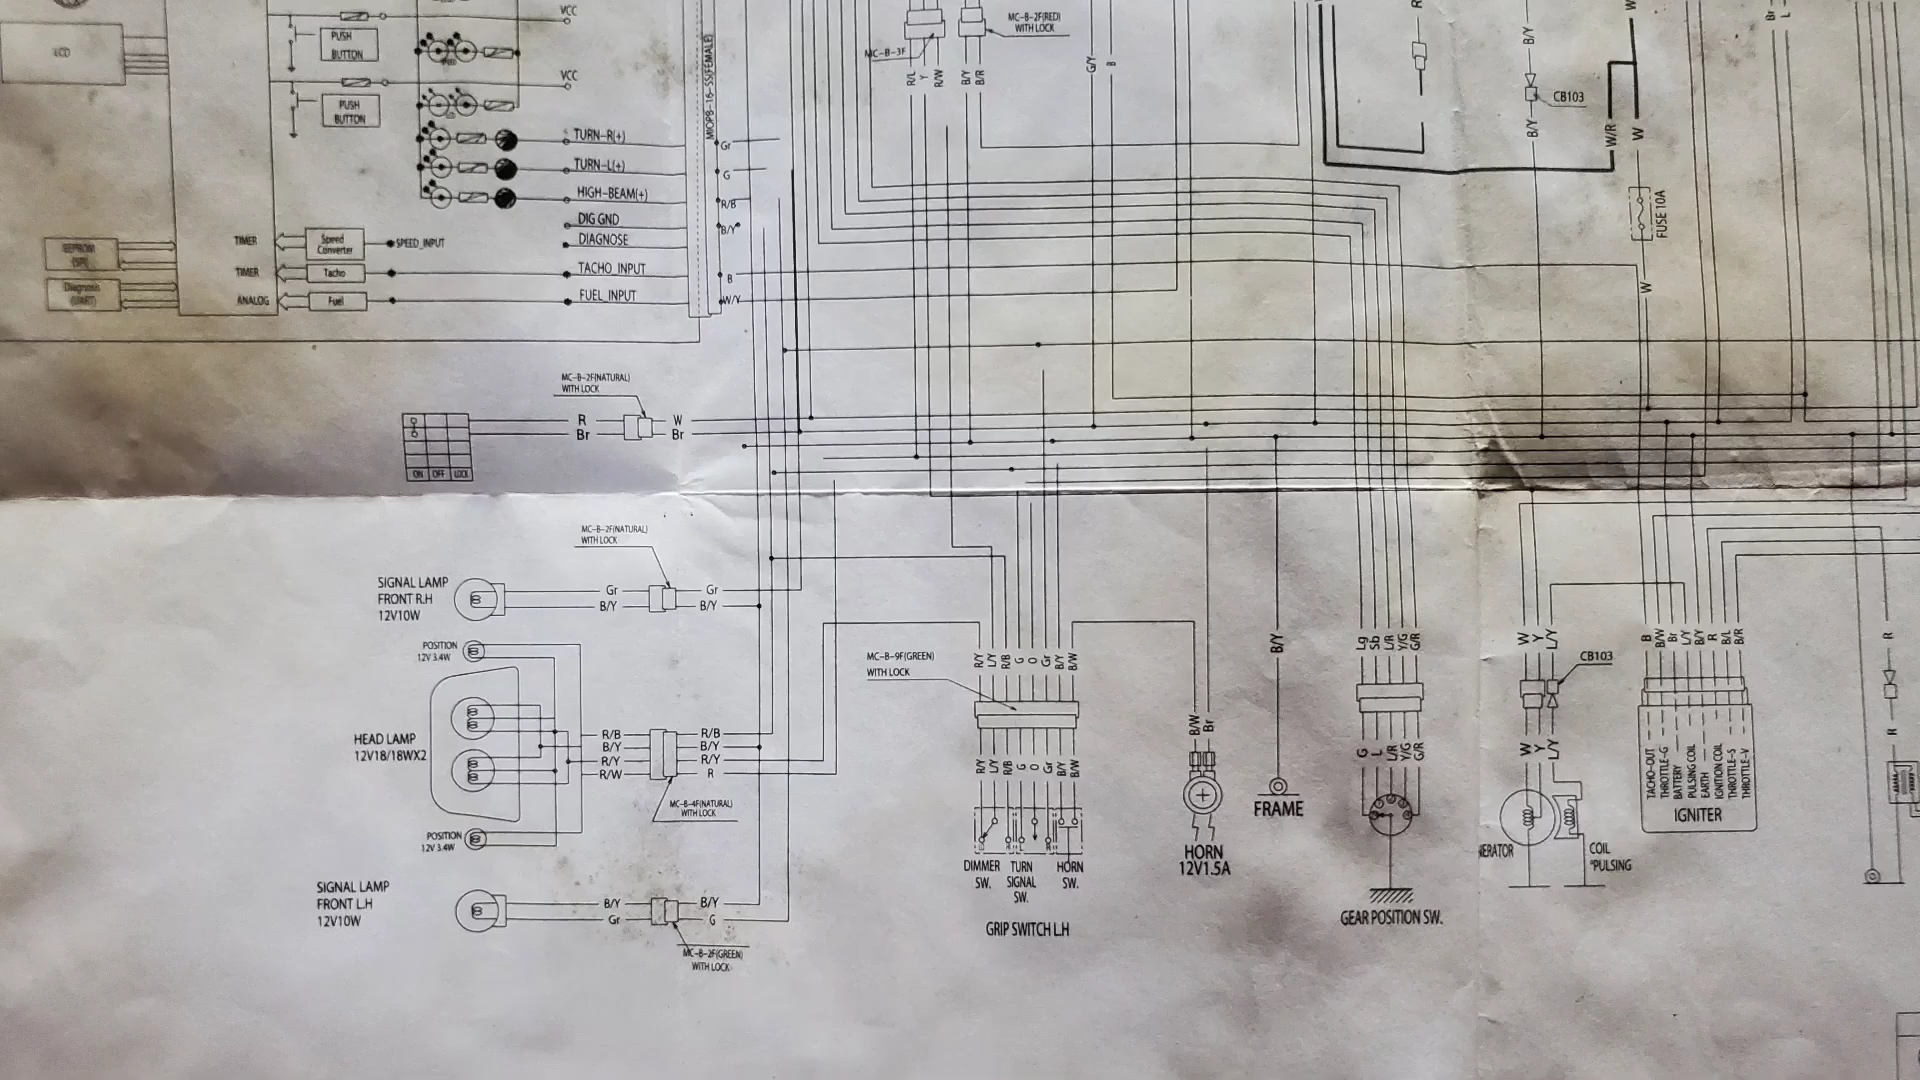 LCD
PUSH
BUTTON
VCC
PUSH
BUTTON
VCC
TURN-R(+)
TURN-L(+)
HIGH-BEAM(+)
DIG GND
DIAGNOSE
TACHO_INPUT
FUEL_INPUT
TIMER
Speed
Converter
SPEED_INPUT
TIMER
Tacho
ANALOG
Fuel
EEPROM
(SPI)
Diagnosis
(UART)
Gr
G
R/B
B/Y
B
W/Y
MC-B-3F
MC-B-2F(RED)
WITH LOCK
R/L
Y
R/W
B/Y
B/R
G/Y
B
R
B/Y
CB103
B/Y
W
W/R
W
FUSE 10A
W
Br
L
MC-B-2F(NATURAL)
WITH LOCK
R
Br
W
Br
ON
OFF
LOCK
MC-B-2F(NATURAL)
WITH LOCK
SIGNAL LAMP
FRONT R.H
12V10W
Gr
B/Y
Gr
B/Y
POSITION
12V 3.4W
HEAD LAMP
12V18/18WX2
R/B
B/Y
R/Y
R/W
R/B
B/Y
R/Y
R
MC-B-4F(NATURAL)
WITH LOCK
POSITION
12V 3.4W
SIGNAL LAMP
FRONT L.H
12V10W
B/Y
Gr
B/Y
G
MC-B-2F(GREEN)
WITH LOCK
MC-B-9F(GREEN)
WITH LOCK
R/Y
L/Y
R/B
G
O
Gr
B/Y
B/W
R/Y
L/Y
R/B
G
O
Gr
B/Y
B/W
DIMMER
SW.
TURN
SIGNAL
SW.
HORN
SW.
GRIP SWITCH L.H
B/W
Br
HORN
12V1.5A
B/Y
FRAME
Lg
Sb
L/R
Y/G
G/R
G
L
L/R
Y/G
G/R
GEAR POSITION SW.
W
Y
L/Y
CB103
W
Y
L/Y
NERATOR
COIL
"PULSING
B
B/W
Br
L/Y
B/Y
R
B/L
B/R
TACHO-OUT
THROTTLE-G
BATTERY
PULSING COIL
EARTH
IGNITION COIL
THROTTLE-S
THROTTLE-V
IGNITER
R
R